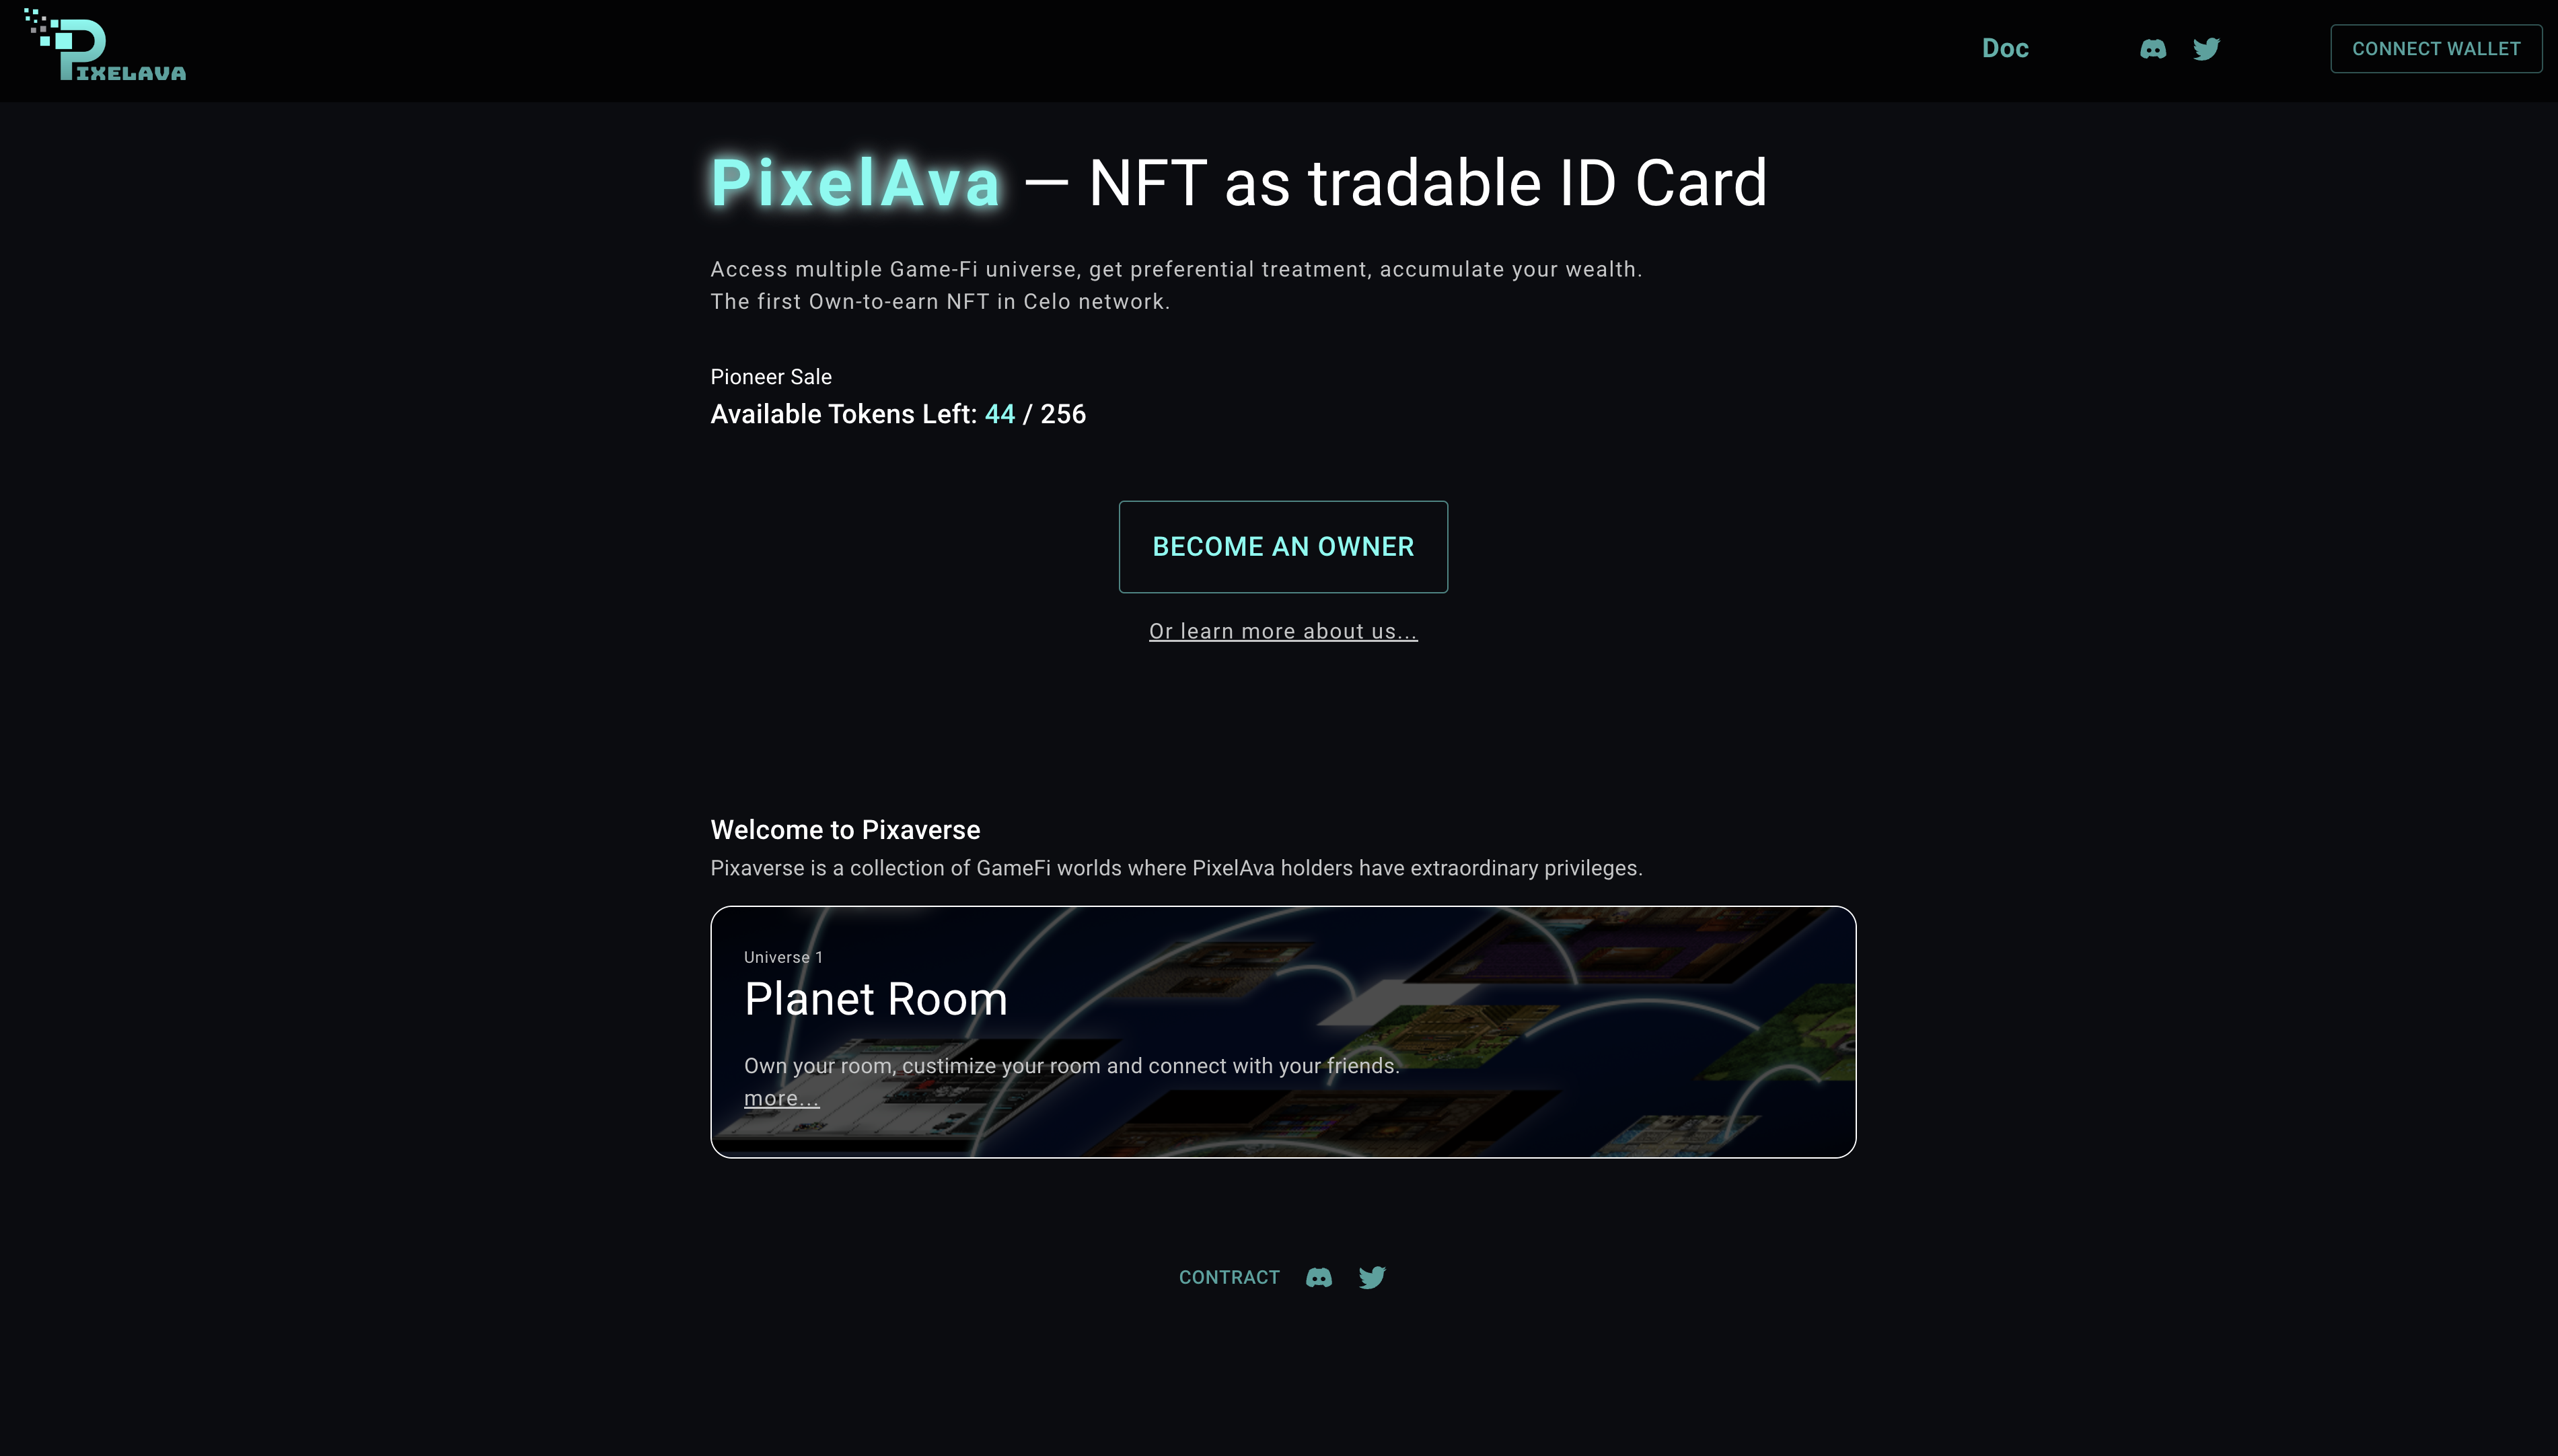 PIXELAVA
Doc
CONNECT WALLET
PixelAva — NFT as tradable ID Card
Access multiple Game-Fi universe, get preferential treatment, accumulate your wealth.
The first Own-to-earn NFT in Celo network.
Pioneer Sale
Available Tokens Left: 44 / 256
BECOME AN OWNER
Or learn more about us...
Welcome to Pixaverse
Pixaverse is a collection of GameFi worlds where PixelAva holders have extraordinary privileges.
Universe 1
Planet Room
Own your room, custimize your room and connect with your friends.
more...
CONTRACT